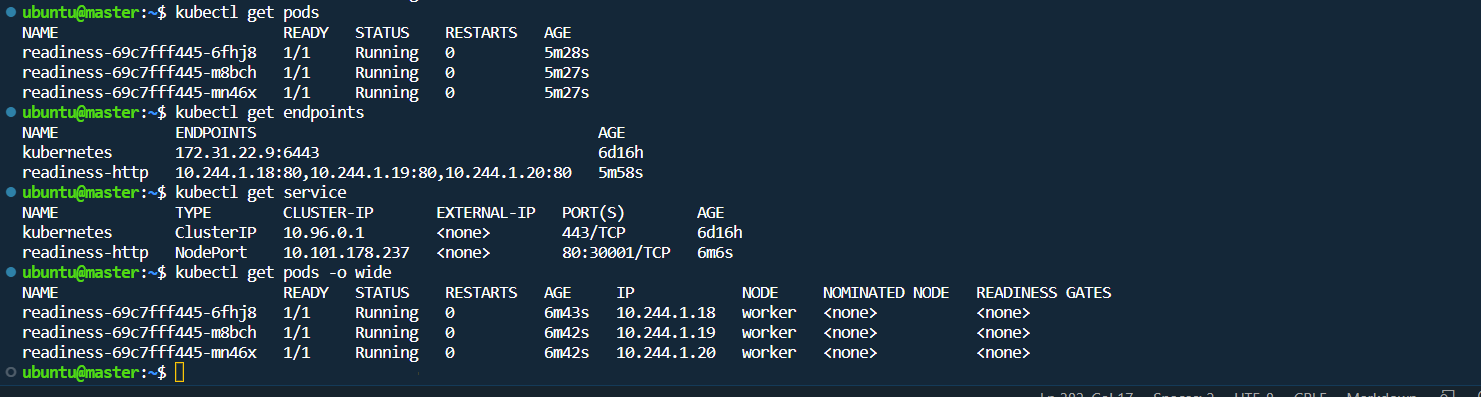 ubuntu@master:~$ kubectl get pods
NAME                         READY   STATUS    RESTARTS   AGE
readiness-69c7fff445-6fhj8   1/1     Running   0          5m28s
readiness-69c7fff445-m8bch   1/1     Running   0          5m27s
readiness-69c7fff445-mn46x   1/1     Running   0          5m27s
ubuntu@master:~$ kubectl get endpoints
NAME             ENDPOINTS                                      AGE
kubernetes       172.31.22.9:6443                               6d16h
readiness-http   10.244.1.18:80,10.244.1.19:80,10.244.1.20:80   5m58s
ubuntu@master:~$ kubectl get service
NAME             TYPE        CLUSTER-IP       EXTERNAL-IP   PORT(S)        AGE
kubernetes       ClusterIP   10.96.0.1        <none>        443/TCP        6d16h
readiness-http   NodePort    10.101.178.237   <none>        80:30001/TCP   6m6s
ubuntu@master:~$ kubectl get pods -o wide
NAME                         READY   STATUS    RESTARTS   AGE     IP            NODE     NOMINATED NODE   READINESS GATES
readiness-69c7fff445-6fhj8   1/1     Running   0          6m43s   10.244.1.18   worker   <none>           <none>
readiness-69c7fff445-m8bch   1/1     Running   0          6m42s   10.244.1.19   worker   <none>           <none>
readiness-69c7fff445-mn46x   1/1     Running   0          6m42s   10.244.1.20   worker   <none>           <none>
ubuntu@master:~$